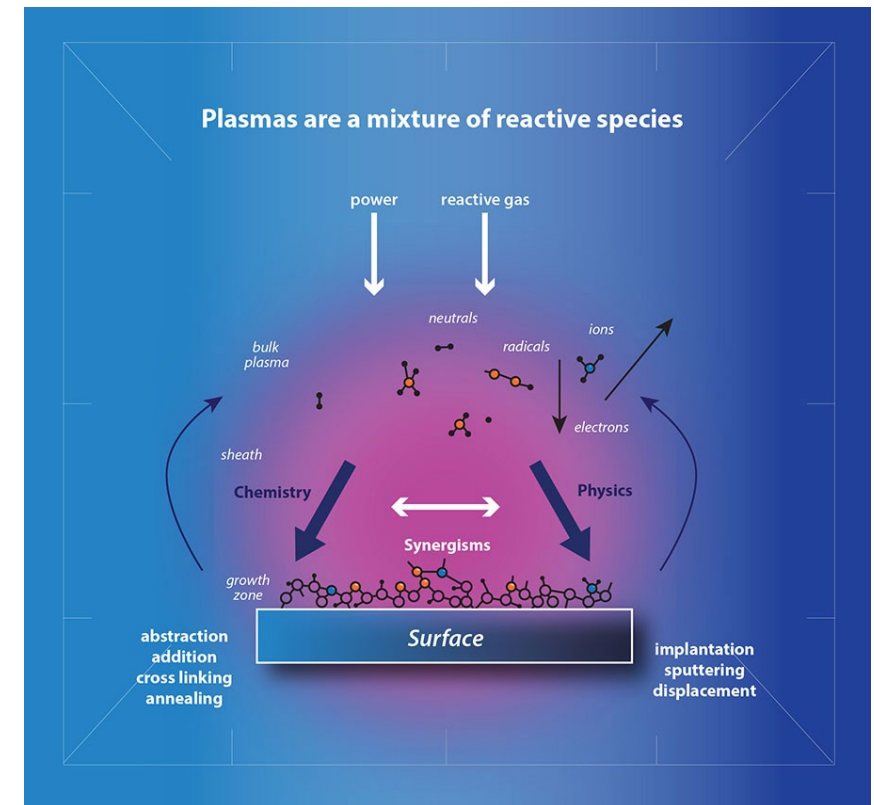 Plasmas are a mixture of reactive species
power
reactive gas
neutrals
ions
radicals
bulk
plasma
electrons
sheath
Chemistry
Physics
Synergisms
growth
zone
Surface
abstraction
addition
cross linking
annealing
implantation
sputtering
displacement